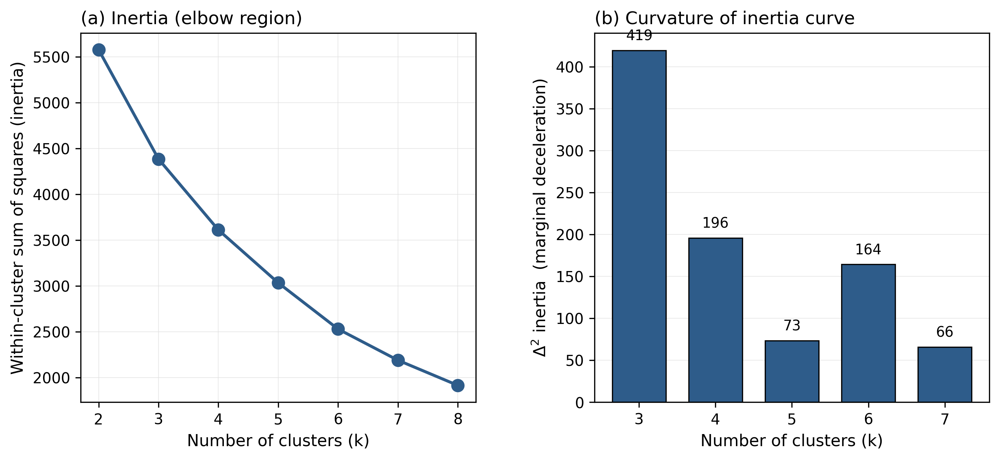 (a) Inertia (elbow region)
Within-cluster sum of squares (inertia)
5500
5000
4500
4000
3500
3000
2500
2000
2 3 4 5 6 7 8
Number of clusters (k)
(b) Curvature of inertia curve
Δ² inertia (marginal deceleration)
400
350
300
250
200
150
100
50
0
419
196
73
164
66
3 4 5 6 7
Number of clusters (k)